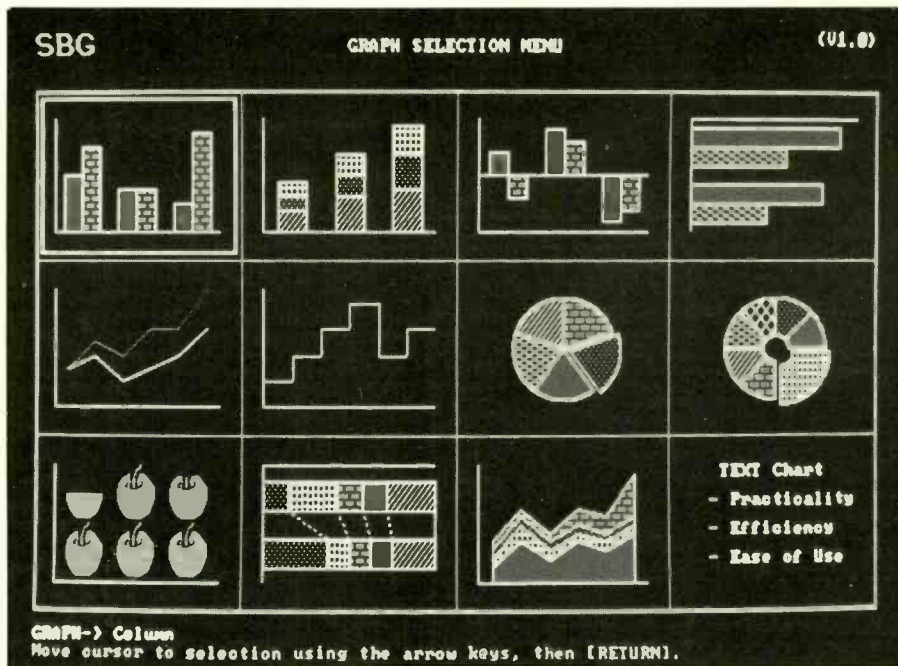 SBG
GRAPH SELECTION MENU
(V1.0)
TEXT Chart
- Practicality
- Efficiency
- Ease of Use
GRAPH-> Column
Move cursor to selection using the arrow keys, then [RETURN].